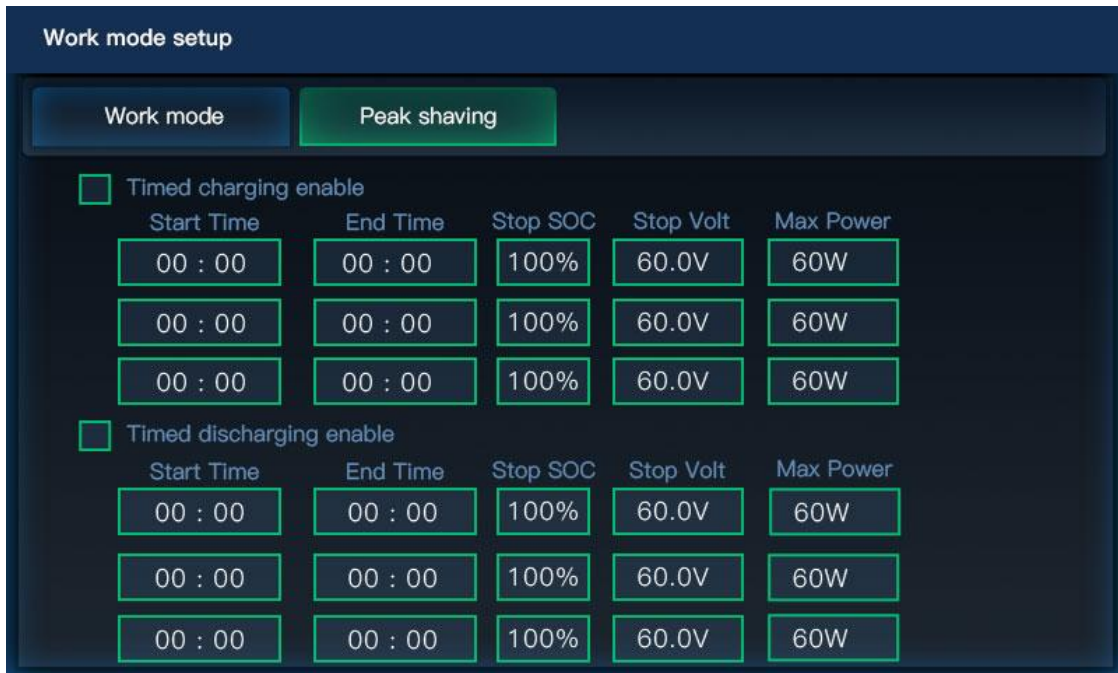 Work mode setup
Work mode Peak shaving
Timed charging enable
Start Time End Time Stop SOC Stop Volt Max Power
00 : 00 00 : 00 100% 60.0V 60W
00 : 00 00 : 00 100% 60.0V 60W
00 : 00 00 : 00 100% 60.0V 60W
Timed discharging enable
Start Time End Time Stop SOC Stop Volt Max Power
00 : 00 00 : 00 100% 60.0V 60W
00 : 00 00 : 00 100% 60.0V 60W
00 : 00 00 : 00 100% 60.0V 60W